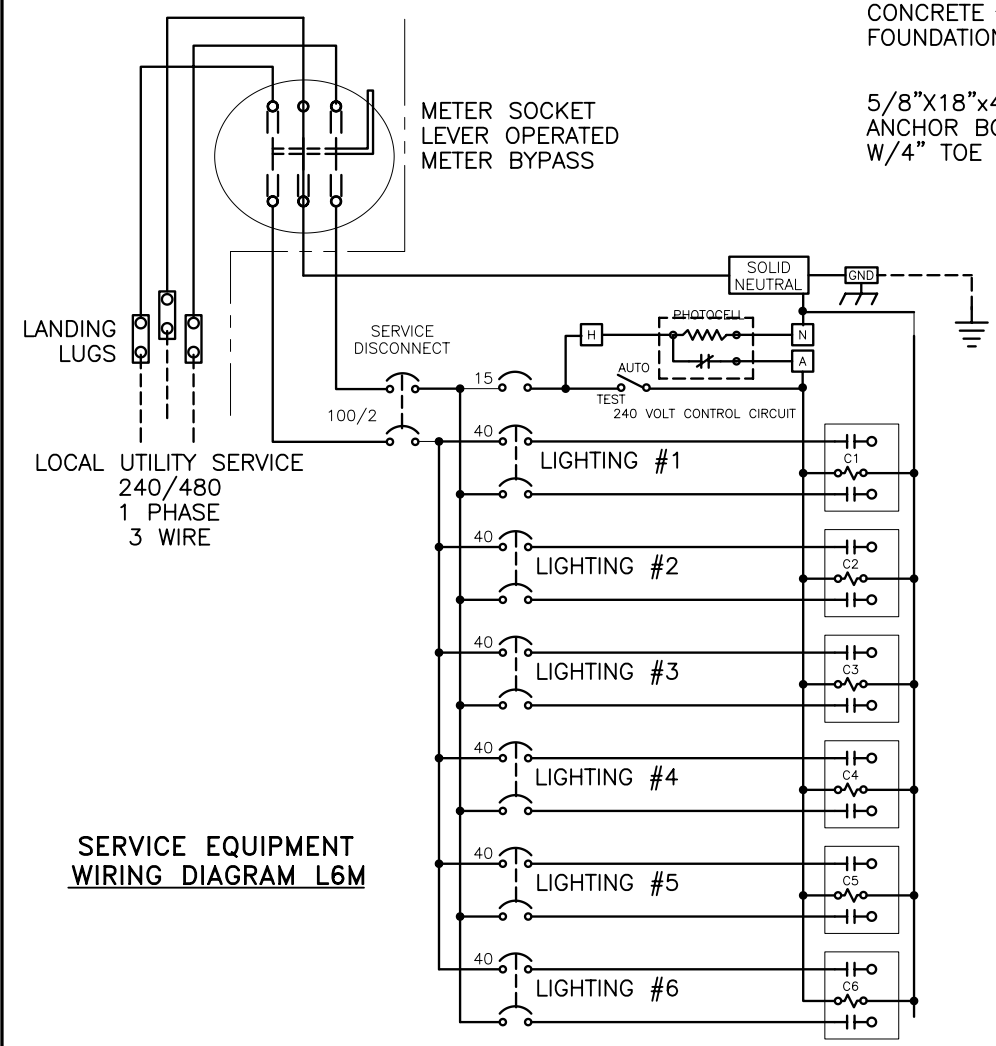 CONCRETE
FOUNDATION
5/8"X18"x4
ANCHOR BO
W/4" TOE
METER SOCKET
LEVER OPERATED
METER BYPASS
SOLID
NEUTRAL
GND
LANDING
LUGS
SERVICE
DISCONNECT
PHOTOCELL
H
N
A
AUTO
15
TEST
240 VOLT CONTROL CIRCUIT
100/2
LOCAL UTILITY SERVICE
240/480
1 PHASE
3 WIRE
40
LIGHTING #1
C1
40
LIGHTING #2
C2
40
LIGHTING #3
C3
40
LIGHTING #4
C4
40
LIGHTING #5
C5
40
LIGHTING #6
C6
SERVICE EQUIPMENT
WIRING DIAGRAM L6M